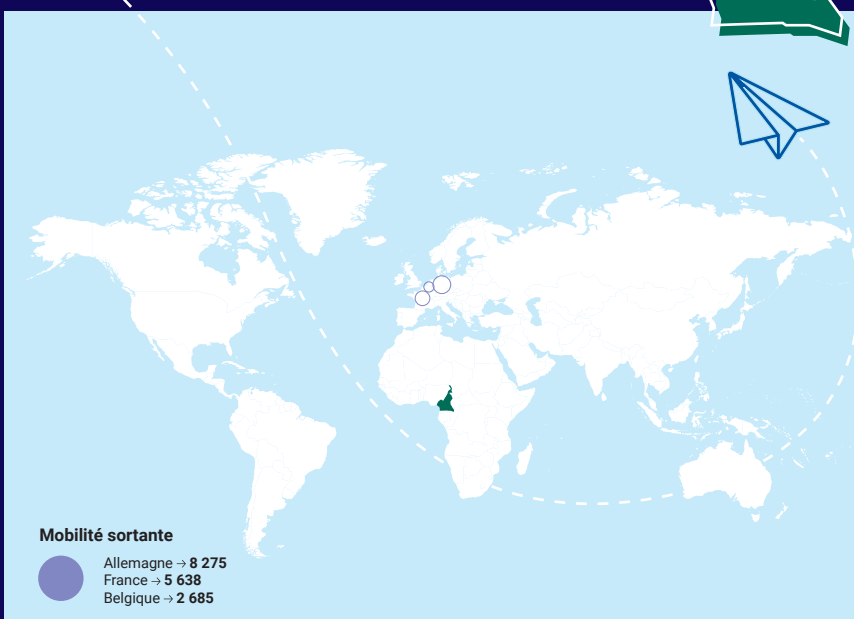 Mobilité sortante
Allemagne → 8 275
France → 5 638
Belgique → 2 685